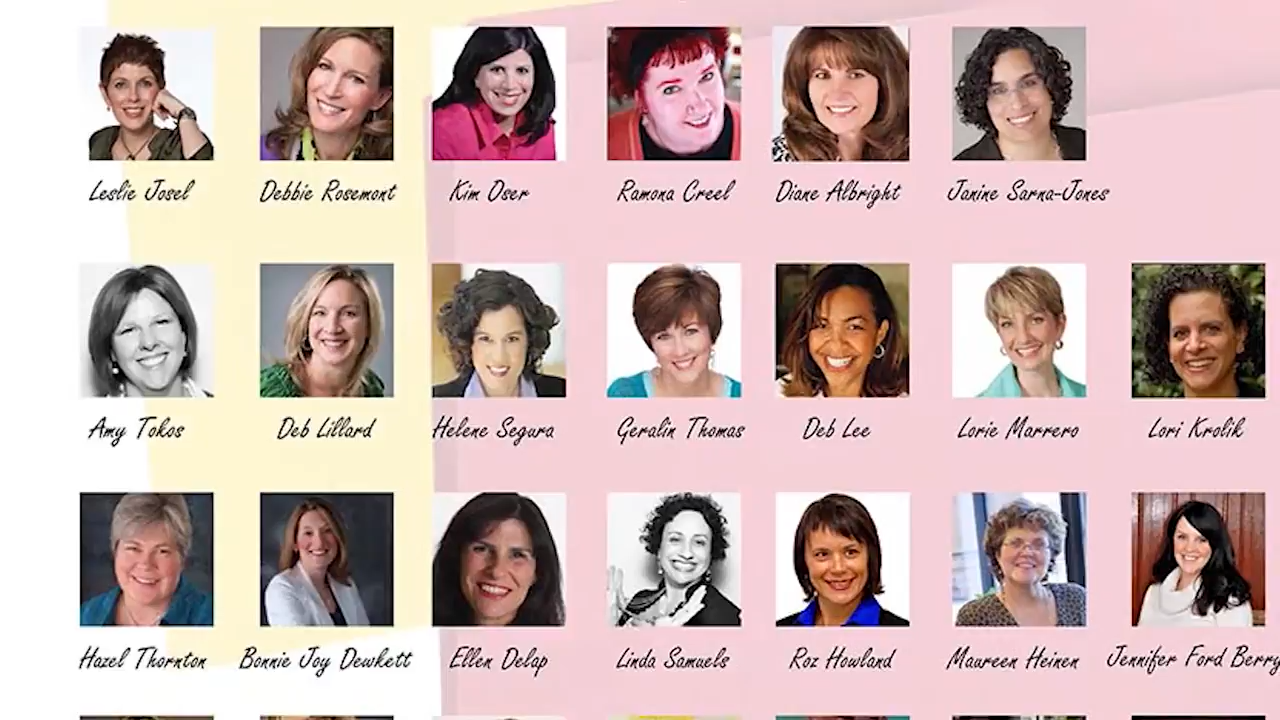 Leslie Josel Debbie Rosemont Kim Oser Ramona Creel Diane Albright Janine Sarna-Jones
Amy Tokos Deb Lillard Helene Segura Geralin Thomas Deb Lee Lorie Marrero Lori Krolik
Hazel Thornton Bonnie Joy Dewkett Ellen Delap Linda Samuels Roz Howland Maureen Heinen Jennifer Ford Berry